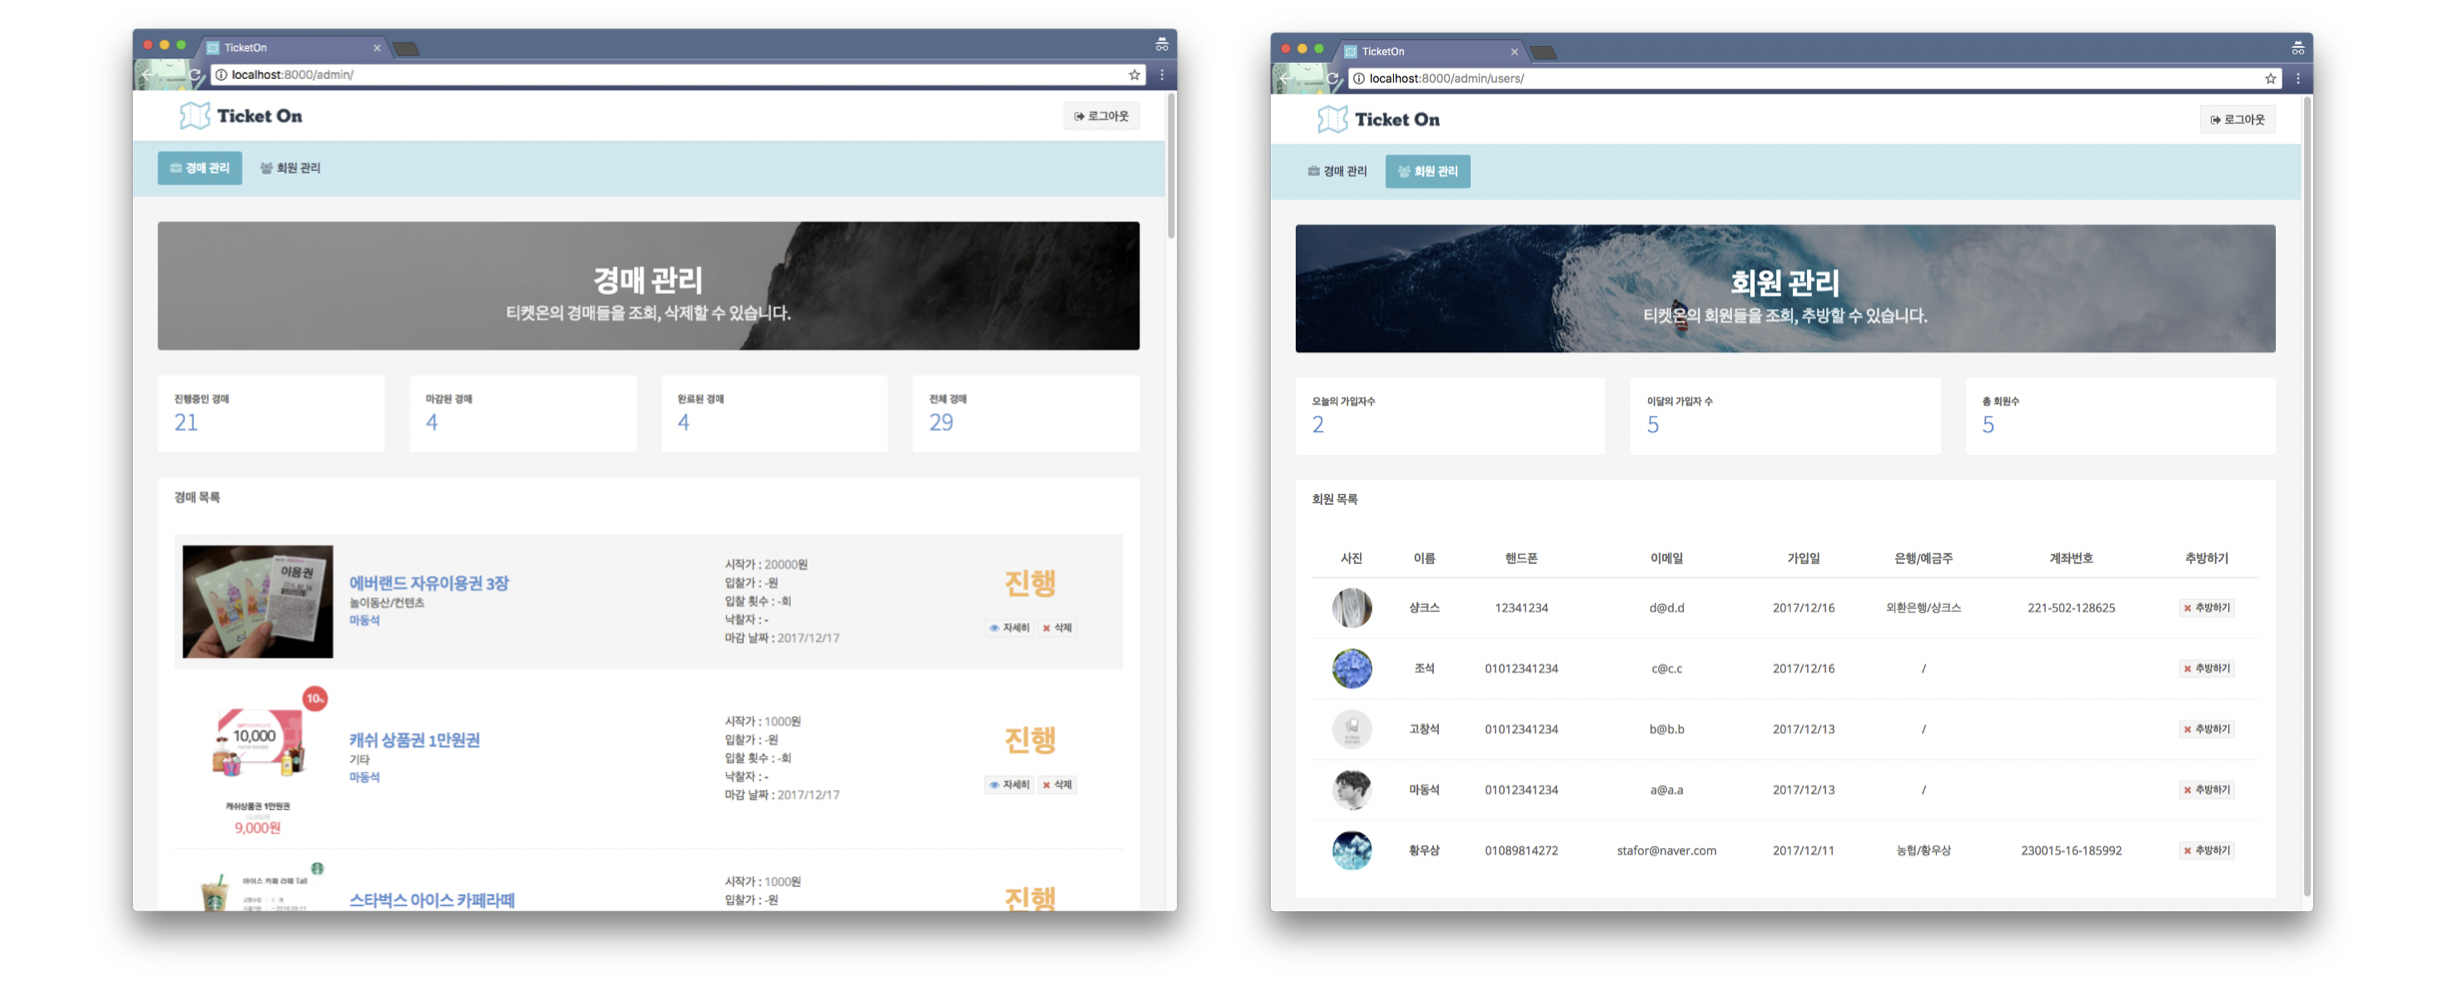 TicketOn
localhost:8000/admin/
Ticket On
로그아웃
경매 관리
회원 관리
경매 관리
티켓온의 경매들을 조회, 삭제할 수 있습니다.
진행중인 경매
21
마감된 경매
4
완료된 경매
4
전체 경매
29
경매 목록
이용권
에버랜드 자유이용권 3장
놀이동산/컨텐츠
마동석
시작가 : 20000원
입찰가 : -원
입찰 횟수 : -회
낙찰자 : -
마감 날짜 : 2017/12/17
진행
자세히 삭제
10%
10,000
캐쉬상품권 1만원권
9,000원
캐쉬 상품권 1만원권
기타
마동석
시작가 : 1000원
입찰가 : -원
입찰 횟수 : -회
낙찰자 : -
마감 날짜 : 2017/12/17
진행
자세히 삭제
아이스 카페 라떼 Tall
스타벅스 아이스 카페라떼
시작가 : 1000원
입찰가 : -원
진행
TicketOn
localhost:8000/admin/users/
Ticket On
로그아웃
경매 관리
회원 관리
회원 관리
티켓온의 회원들을 조회, 추방할 수 있습니다.
오늘의 가입자수
2
이달의 가입자 수
5
총 회원수
5
회원 목록
사진 이름 핸드폰 이메일 가입일 은행/예금주 계좌번호 추방하기
샹크스 12341234 d@d.d 2017/12/16 외환은행/샹크스 221-502-128625 추방하기
조석 01012341234 c@c.c 2017/12/16 / 추방하기
고창석 01012341234 b@b.b 2017/12/13 / 추방하기
마동석 01012341234 a@a.a 2017/12/13 / 추방하기
황우상 01089814272 stafor@naver.com 2017/12/11 농협/황우상 230015-16-185992 추방하기